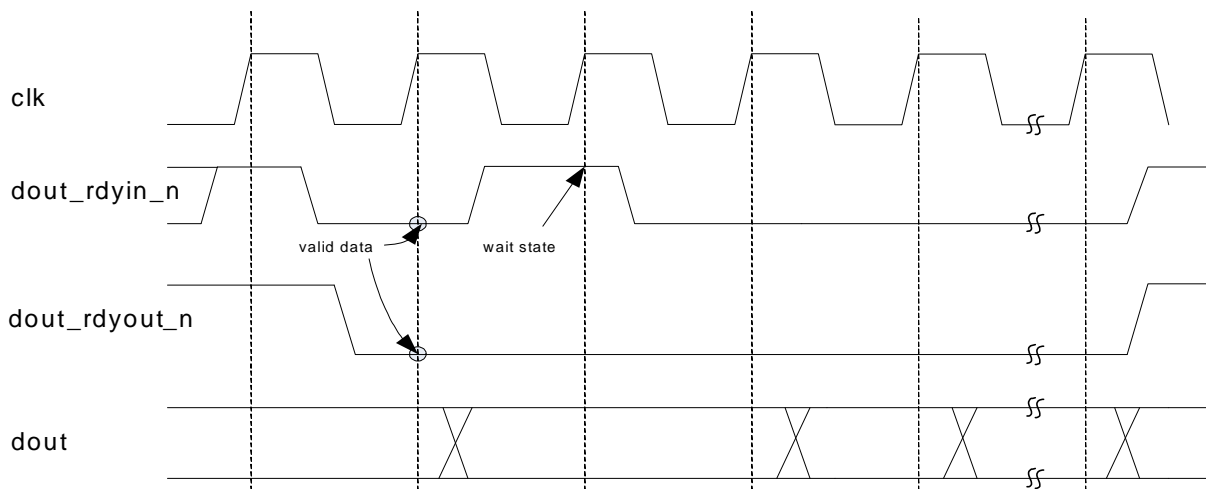 clk
dout_rdyin_n
valid data
wait state
dout_rdyout_n
dout